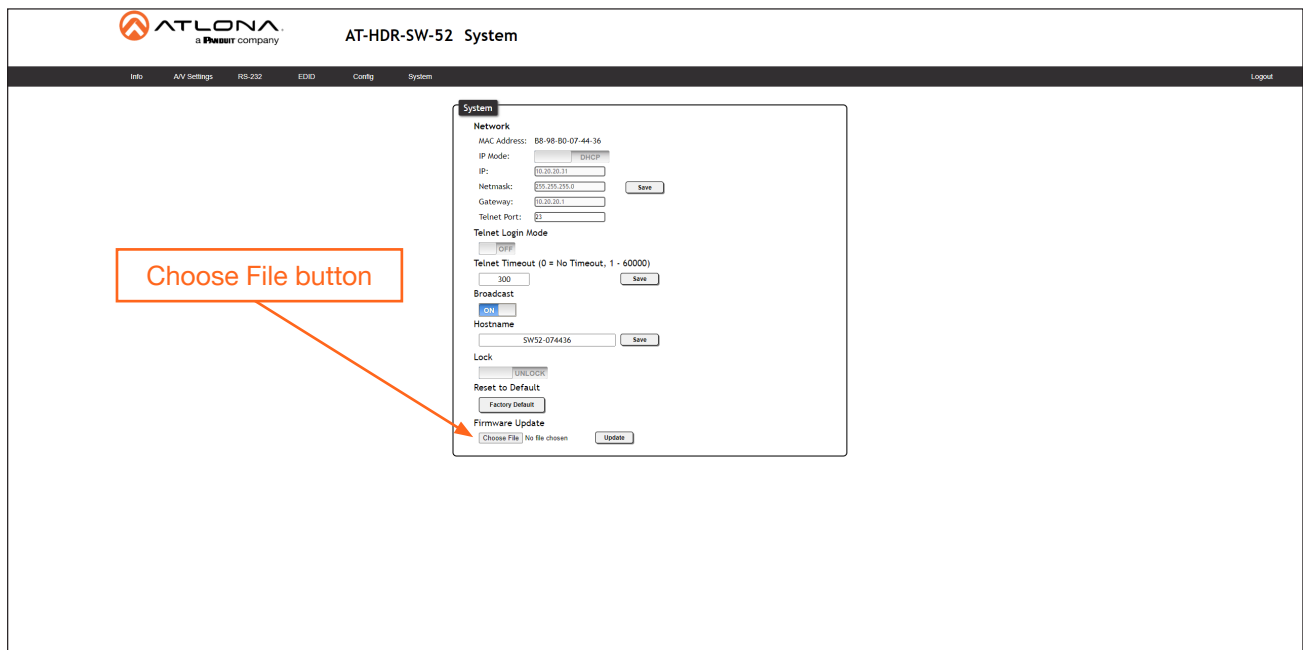 ATLONA.
a PANDUIT company
AT-HDR-SW-52 System
Info A/V Settings RS-232 EDID Config System Logout
System
Network
MAC Address: B8-98-B0-07-44-36
IP Mode: DHCP
IP: 10.20.20.31
Netmask: 255.255.255.0 Save
Gateway: 10.20.20.1
Telnet Port: 23
Telnet Login Mode
OFF
Telnet Timeout (0 = No Timeout, 1 - 60000)
300 Save
Broadcast
ON
Hostname
SW52-074436 Save
Lock
UNLOCK
Reset to Default
Factory Default
Firmware Update
Choose File No file chosen Update
Choose File button